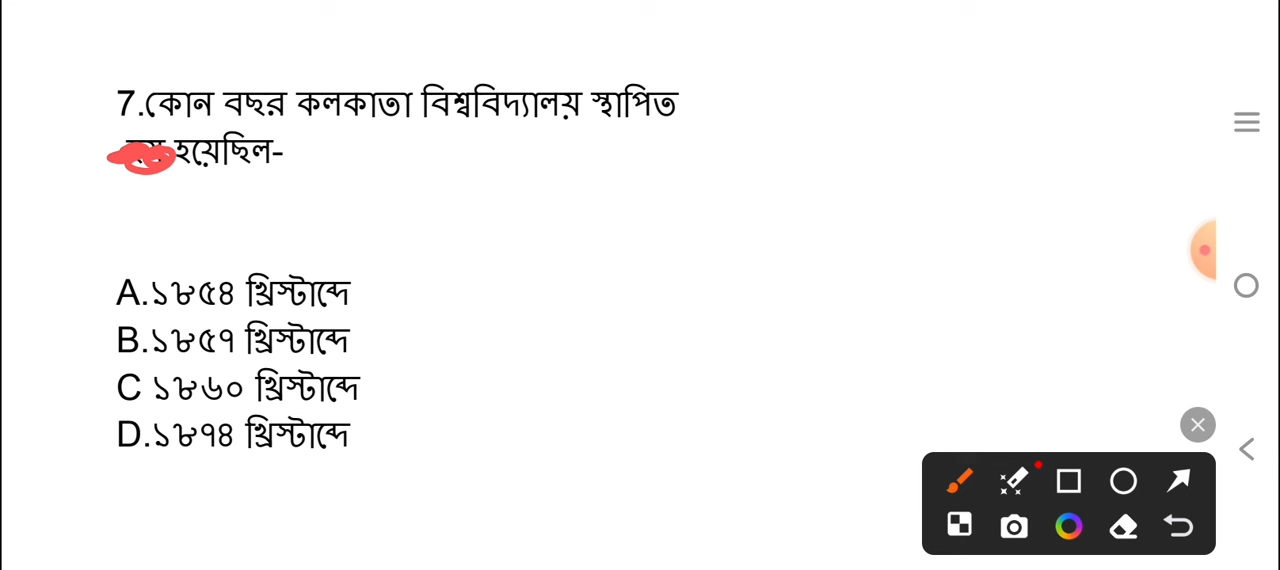 7.কোন বছর কলকাতা বিশ্ববিদ্যালয় স্থাপিত
হয়েছিল-
A.১৮৫৪ খ্রিস্টাব্দে
B.১৮৫৭ খ্রিস্টাব্দে
C ১৮৬০ খ্রিস্টাব্দে
D.১৮৭৪ খ্রিস্টাব্দে